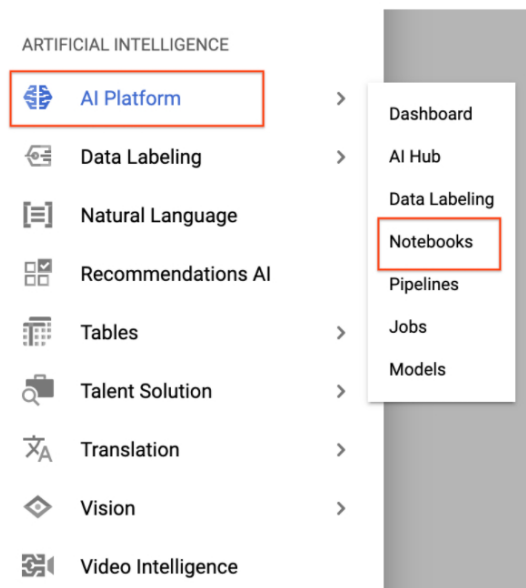 ARTIFICIAL INTELLIGENCE
AI Platform
Data Labeling
Natural Language
Recommendations AI
Tables
Talent Solution
Translation
Vision
Video Intelligence
Dashboard
AI Hub
Data Labeling
Notebooks
Pipelines
Jobs
Models